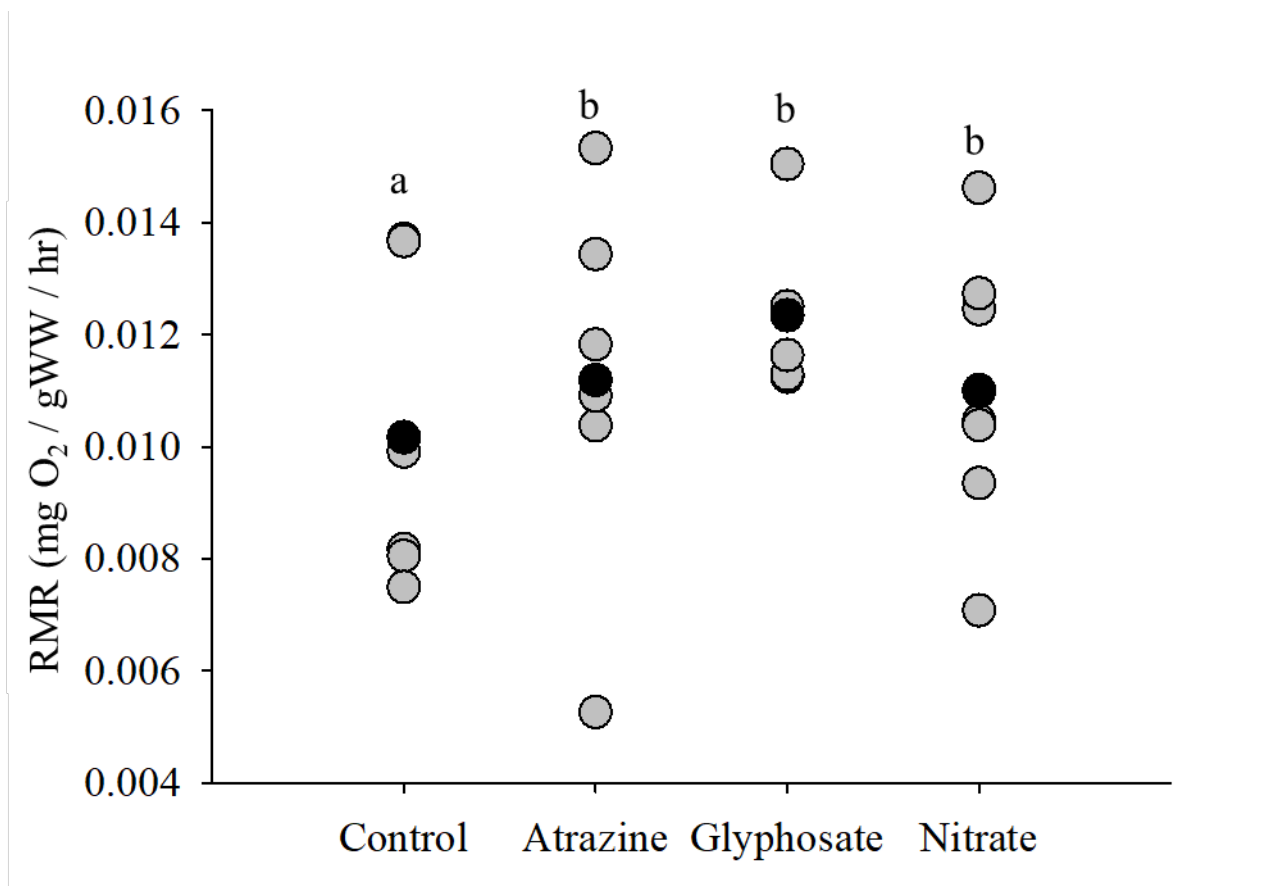 b
b
0.016
b
a
0.014
0.012
0.010
0.008
0.006
0.004
RMR (mg O₂ / gWW / hr)
Control Atrazine Glyphosate Nitrate